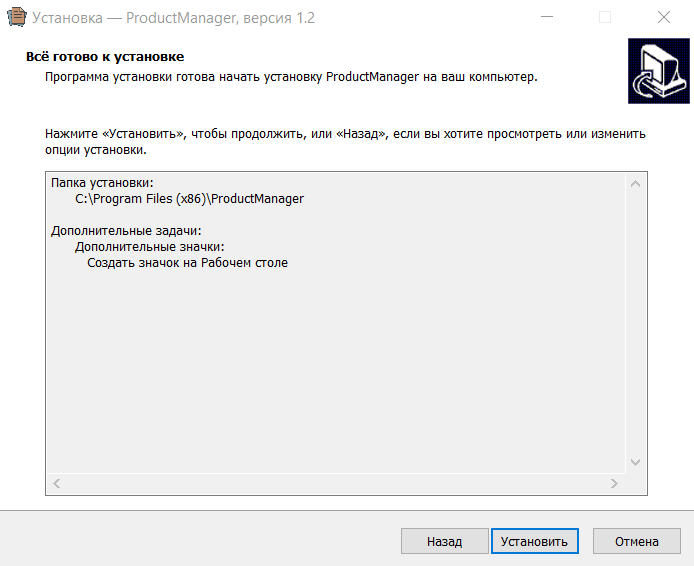 Установка — ProductManager, версия 1.2
Всё готово к установке
Программа установки готова начать установку ProductManager на ваш компьютер.
Нажмите «Установить», чтобы продолжить, или «Назад», если вы хотите просмотреть или изменить
опции установки.
Папка установки:
C:\Program Files (x86)\ProductManager
Дополнительные задачи:
Дополнительные значки:
Создать значок на Рабочем столе
Назад
Установить
Отмена